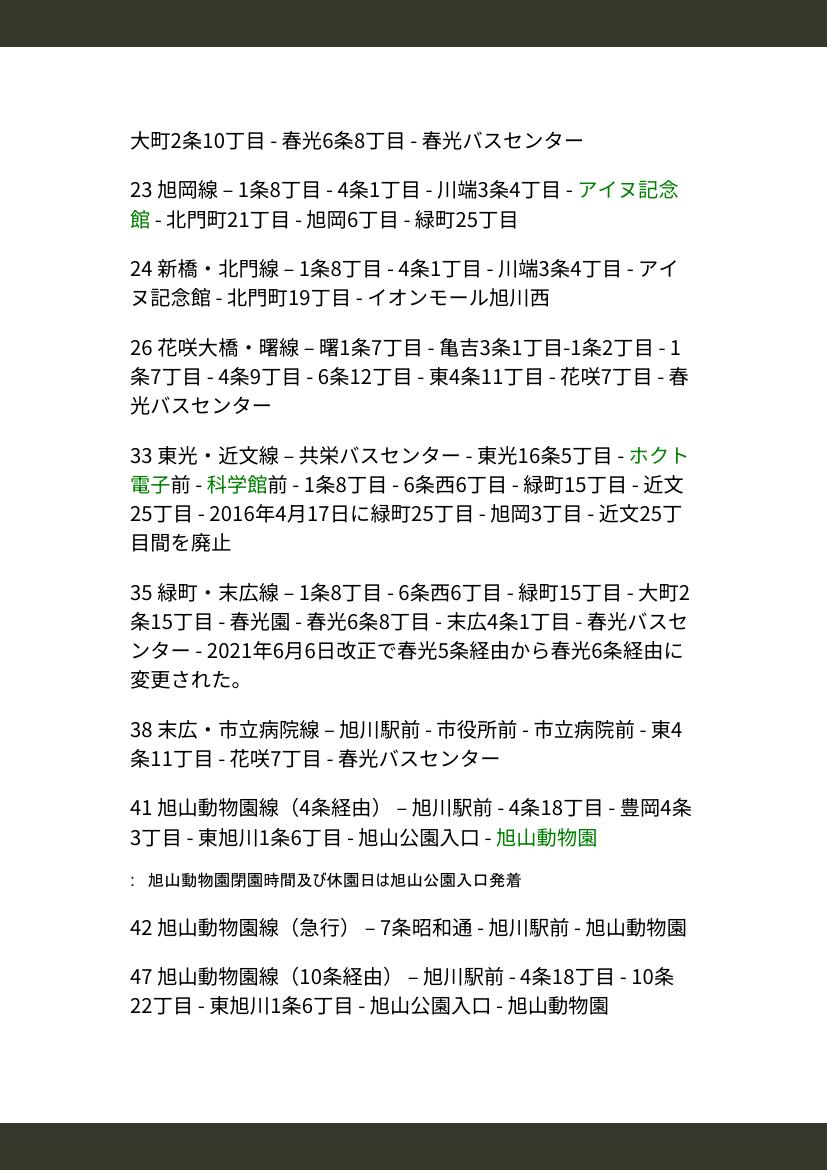 大町2条10丁目 - 春光6条8丁目 - 春光バスセンター
23 旭岡線 – 1条8丁目 - 4条1丁目 - 川端3条4丁目 - アイヌ記念
館 - 北門町21丁目 - 旭岡6丁目 - 緑町25丁目
24 新橋・北門線 – 1条8丁目 - 4条1丁目 - 川端3条4丁目 - アイ
ヌ記念館 - 北門町19丁目 - イオンモール旭川西
26 花咲大橋・曙線 – 曙1条7丁目 - 亀吉3条1丁目-1条2丁目 - 1
条7丁目 - 4条9丁目 - 6条12丁目 - 東4条11丁目 - 花咲7丁目 - 春
光バスセンター
33 東光・近文線 – 共栄バスセンター - 東光16条5丁目 - ホクト
電子前 - 科学館前 - 1条8丁目 - 6条西6丁目 - 緑町15丁目 - 近文
25丁目 - 2016年4月17日に緑町25丁目 - 旭岡3丁目 - 近文25丁
目間を廃止
35 緑町・末広線 – 1条8丁目 - 6条西6丁目 - 緑町15丁目 - 大町2
条15丁目 - 春光園 - 春光6条8丁目 - 末広4条1丁目 - 春光バスセ
ンター - 2021年6月6日改正で春光5条経由から春光6条経由に
変更された。
38 末広・市立病院線 – 旭川駅前 - 市役所前 - 市立病院前 - 東4
条11丁目 - 花咲7丁目 - 春光バスセンター
41 旭山動物園線（4条経由） – 旭川駅前 - 4条18丁目 - 豊岡4条
3丁目 - 東旭川1条6丁目 - 旭山公園入口 - 旭山動物園
： 旭山動物園閉園時間及び休園日は旭山公園入口発着
42 旭山動物園線（急行） – 7条昭和通 - 旭川駅前 - 旭山動物園
47 旭山動物園線（10条経由） – 旭川駅前 - 4条18丁目 - 10条
22丁目 - 東旭川1条6丁目 - 旭山公園入口 - 旭山動物園